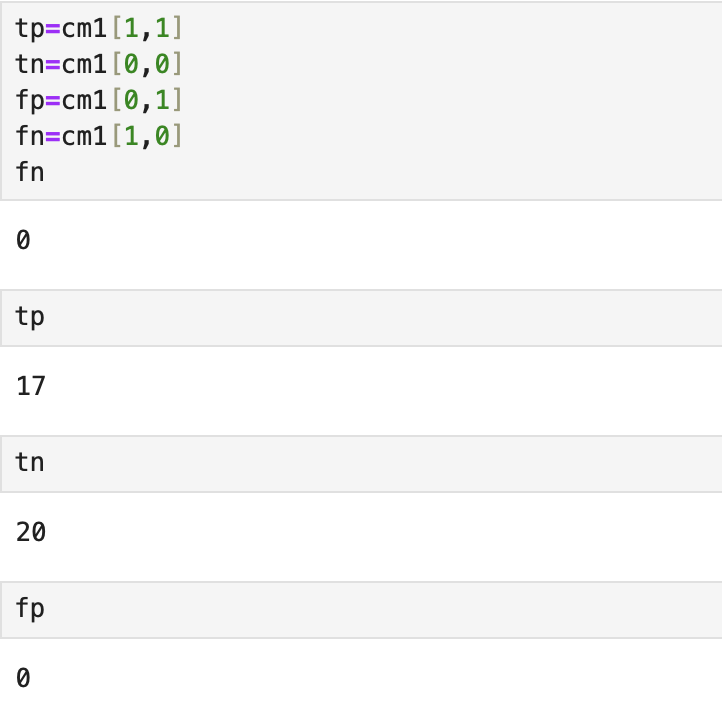 tp=cm1[1,1]
tn=cm1[0,0]
fp=cm1[0,1]
fn=cm1[1,0]
fn
0
tp
17
tn
20
fp
0